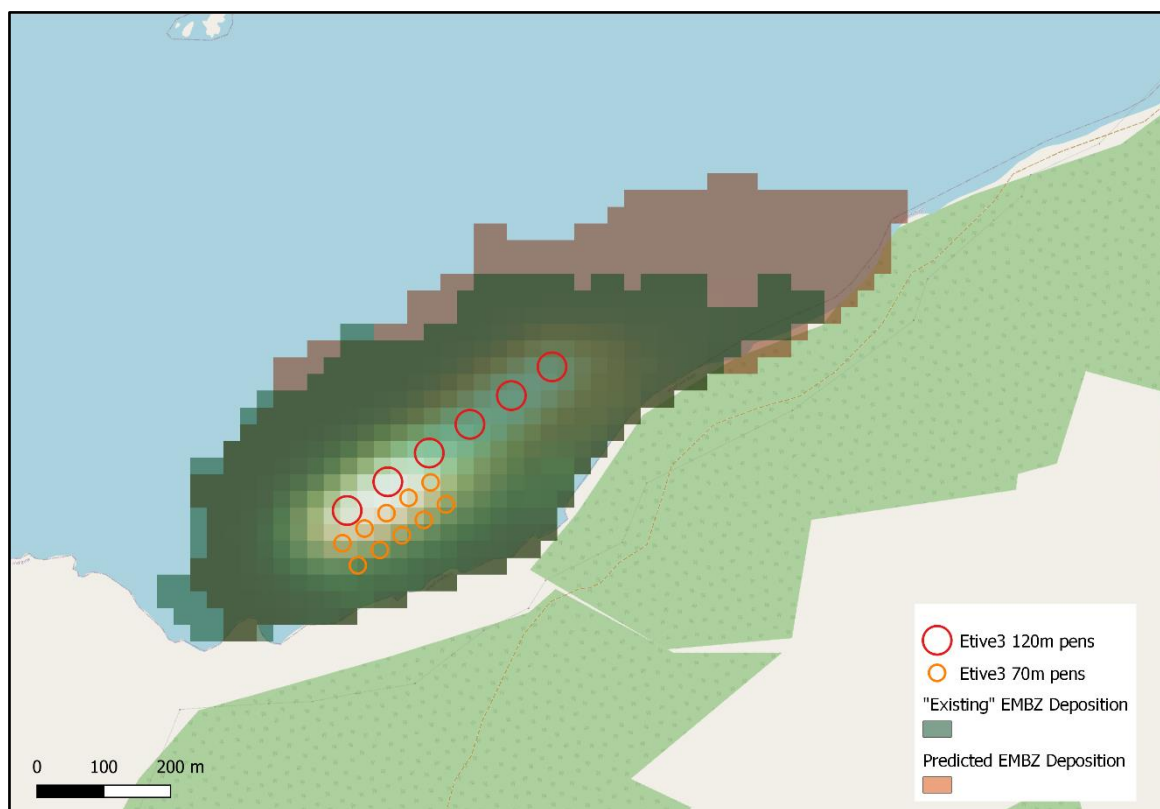 Etive3 120m pens
Etive3 70m pens
"Existing" EMBZ Deposition
Predicted EMBZ Deposition
0 100 200 m